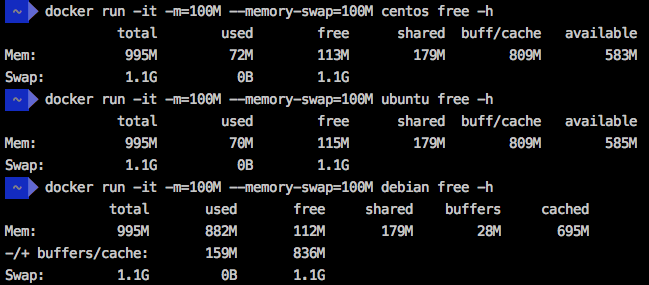 ~ docker run -it -m=100M --memory-swap=100M centos free -h
total used free shared buff/cache available
Mem: 995M 72M 113M 179M 809M 583M
Swap: 1.1G 0B 1.1G
~ docker run -it -m=100M --memory-swap=100M ubuntu free -h
total used free shared buff/cache available
Mem: 995M 70M 115M 179M 809M 585M
Swap: 1.1G 0B 1.1G
~ docker run -it -m=100M --memory-swap=100M debian free -h
total used free shared buffers cached
Mem: 995M 882M 112M 179M 28M 695M
-/+ buffers/cache: 159M 836M
Swap: 1.1G 0B 1.1G